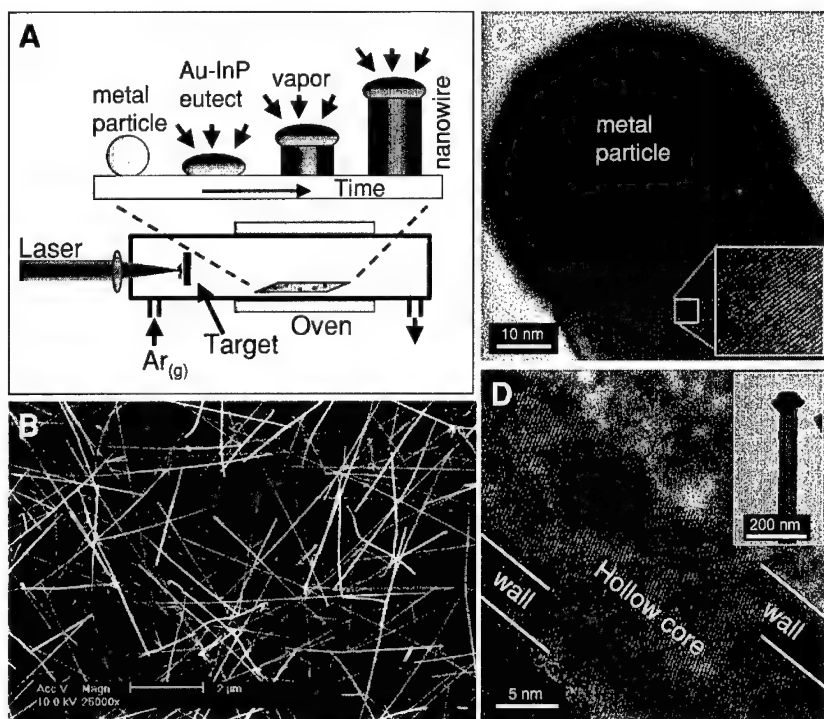 A
metal
particle
Au-InP
eutect
vapor
nanowire
Time
Laser
Target
Oven
Ar(g)
B
Acc V Magn
10.0 kV 25000x
2 µm
C
metal
particle
10 nm
D
200 nm
wall
Hollow core
wall
5 nm